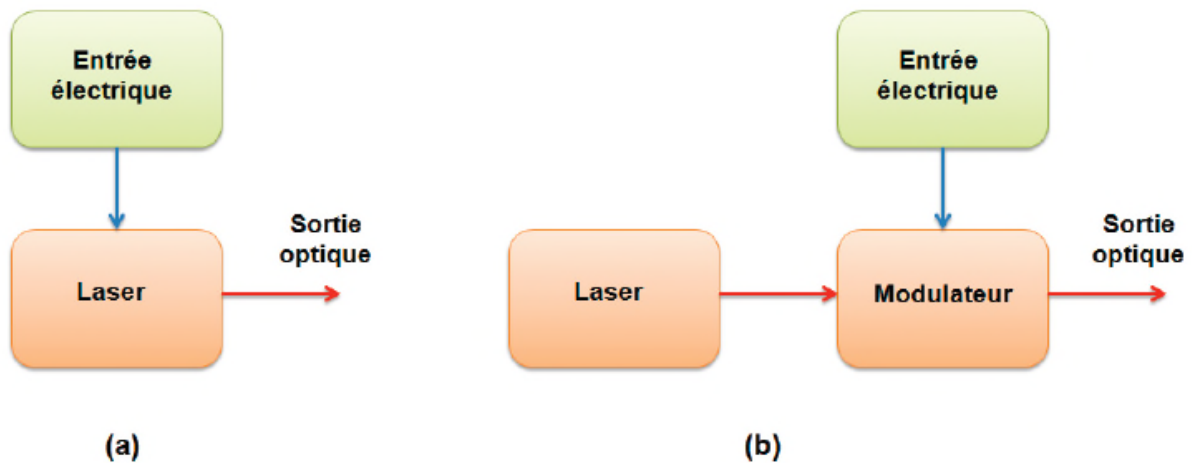 Entrée
électrique
Sortie
optique
Laser
(a)
Entrée
électrique
Sortie
optique
Laser
Modulateur
(b)